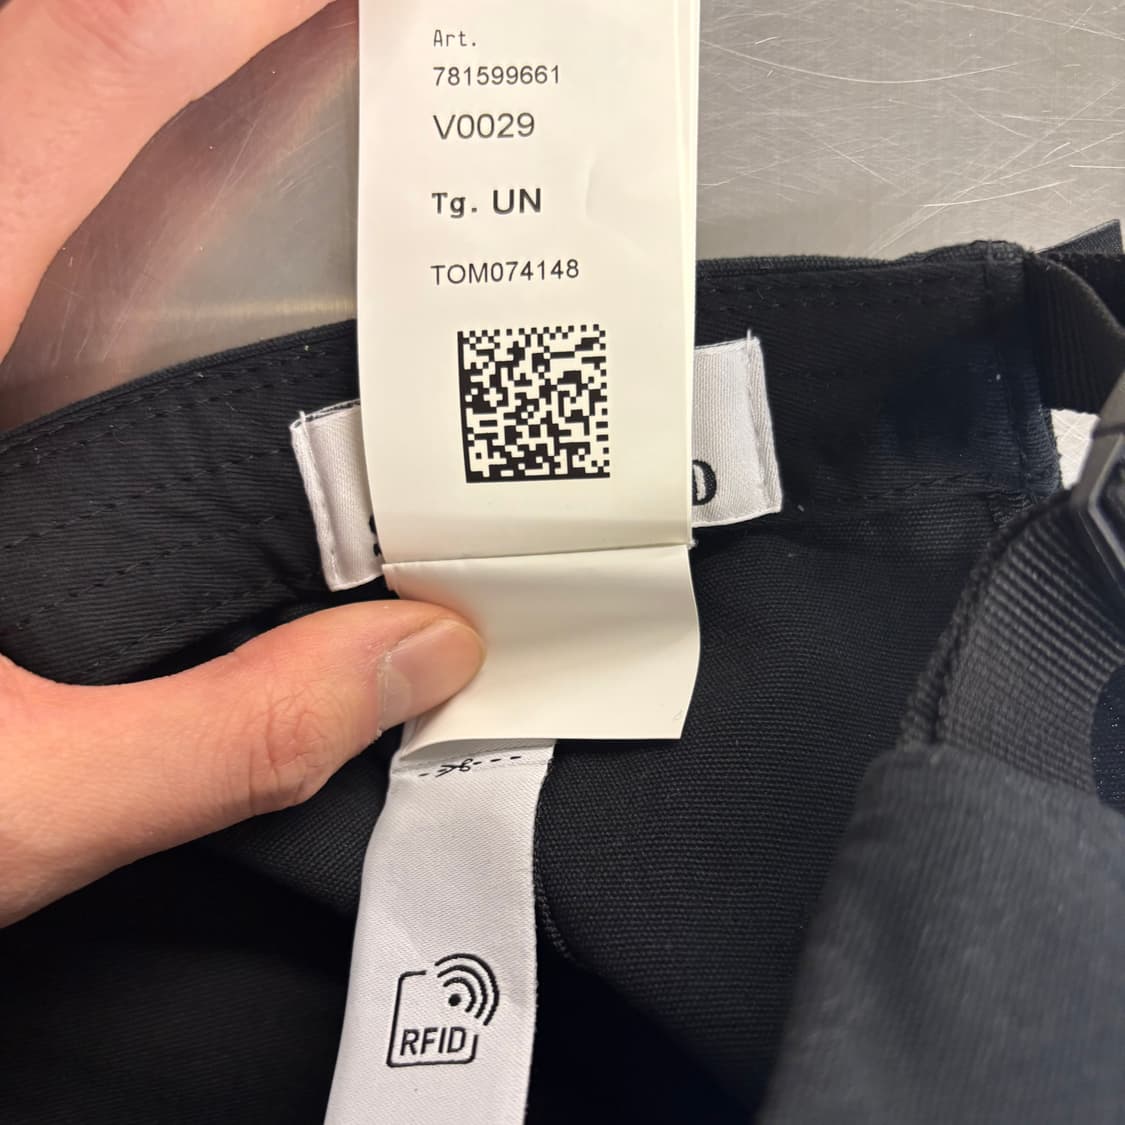 Art.
781599661
V0029
Tg. UN
TOM074148
RFID